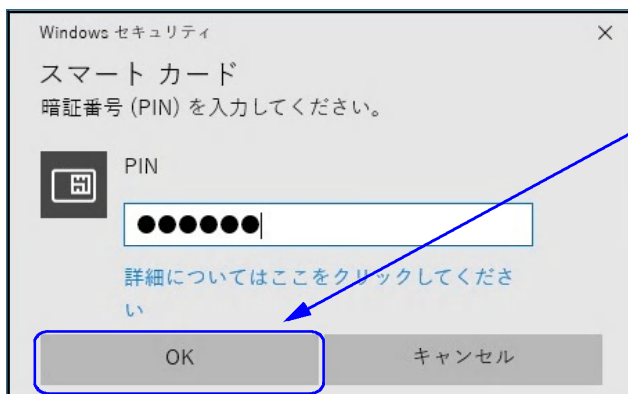 Windows セキュリティ
スマート カード
暗証番号 (PIN) を入力してください。
PIN
●●●●●●
詳細についてはここをクリックしてくださ
い
OK
キャンセル